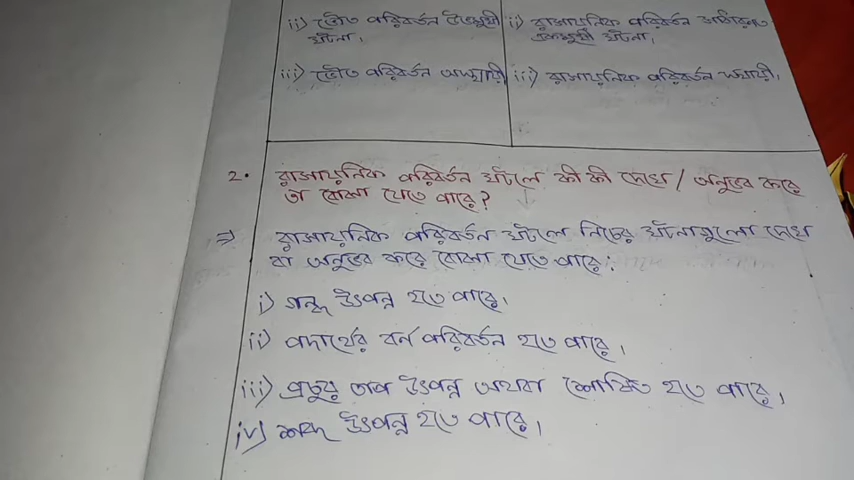 ii) ভৌত পরিবর্তন উভমুখী
ঘটনা।
iii) ভৌত পরিবর্তন অস্থায়ী
ii) রাসায়নিক পরিবর্তন সাধারণত
একমুখী ঘটনা।
iii) রাসায়নিক পরিবর্তন স্থায়ী।
2. রাসায়নিক পরিবর্তন ঘটলে কী কী দেখে / অনুভব করে
তা বোঝা যেতে পারে?
⇒ রাসায়নিক পরিবর্তন ঘটলে নিচের ঘটনাগুলো দেখে
বা অনুভব করে বোঝা যেতে পারে:
i) গন্ধ উৎপন্ন হতে পারে।
ii) পদার্থের বর্ন পরিবর্তন হতে পারে।
iii) প্রচুর তাপ উৎপন্ন অথবা শোষিত হতে পারে।
iv) শব্দ উৎপন্ন হতে পারে।